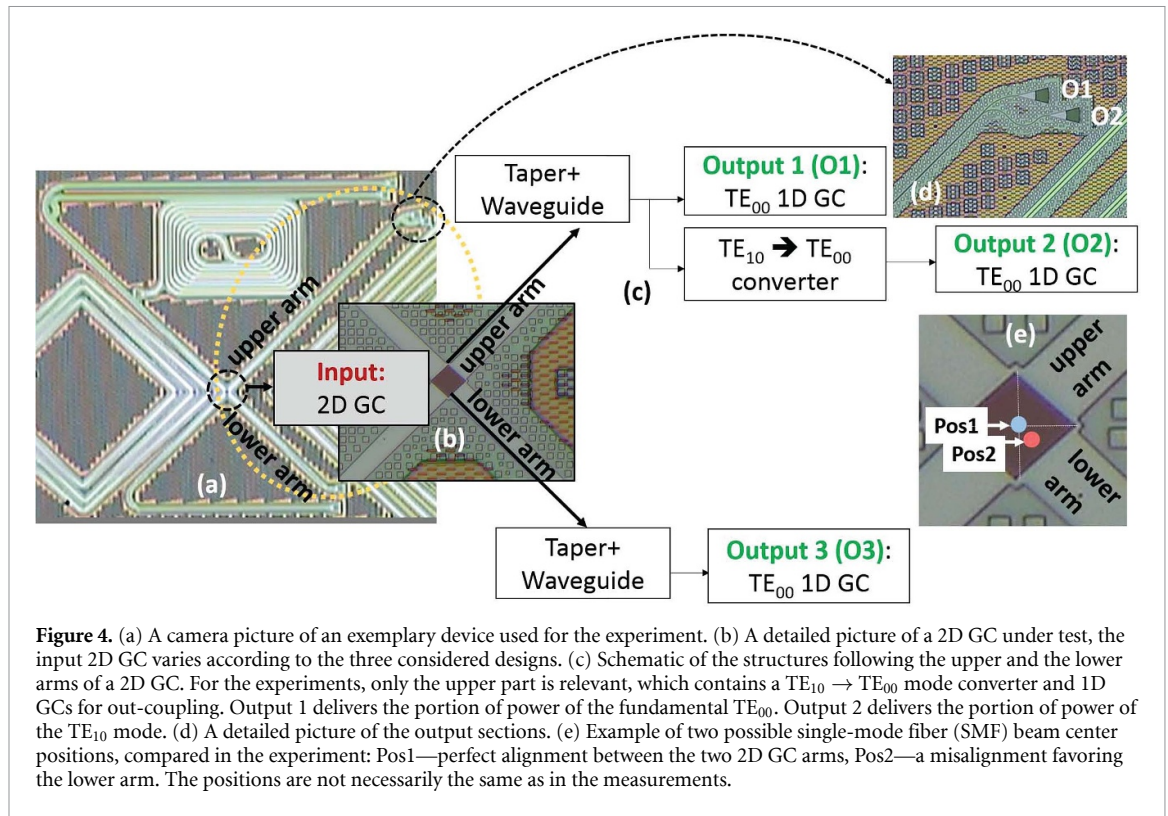 O1
O2
(d)
Taper+
Waveguide
Output 1 (O1):
TE₀₀ 1D GC
TE₁₀ ➔ TE₀₀
converter
Output 2 (O2):
TE₀₀ 1D GC
(c)
upper arm
lower arm
(a)
Input:
2D GC
upper arm
lower arm
(b)
(e)
upper
arm
Pos1
Pos2
lower
arm
Taper+
Waveguide
Output 3 (O3):
TE₀₀ 1D GC
Figure 4. (a) A camera picture of an exemplary device used for the experiment. (b) A detailed picture of a 2D GC under test, the
input 2D GC varies according to the three considered designs. (c) Schematic of the structures following the upper and the lower
arms of a 2D GC. For the experiments, only the upper part is relevant, which contains a TE₁₀ → TE₀₀ mode converter and 1D
GCs for out-coupling. Output 1 delivers the portion of power of the fundamental TE₀₀. Output 2 delivers the portion of power of
the TE₁₀ mode. (d) A detailed picture of the output sections. (e) Example of two possible single-mode fiber (SMF) beam center
positions, compared in the experiment: Pos1—perfect alignment between the two 2D GC arms, Pos2—a misalignment favoring
the lower arm. The positions are not necessarily the same as in the measurements.